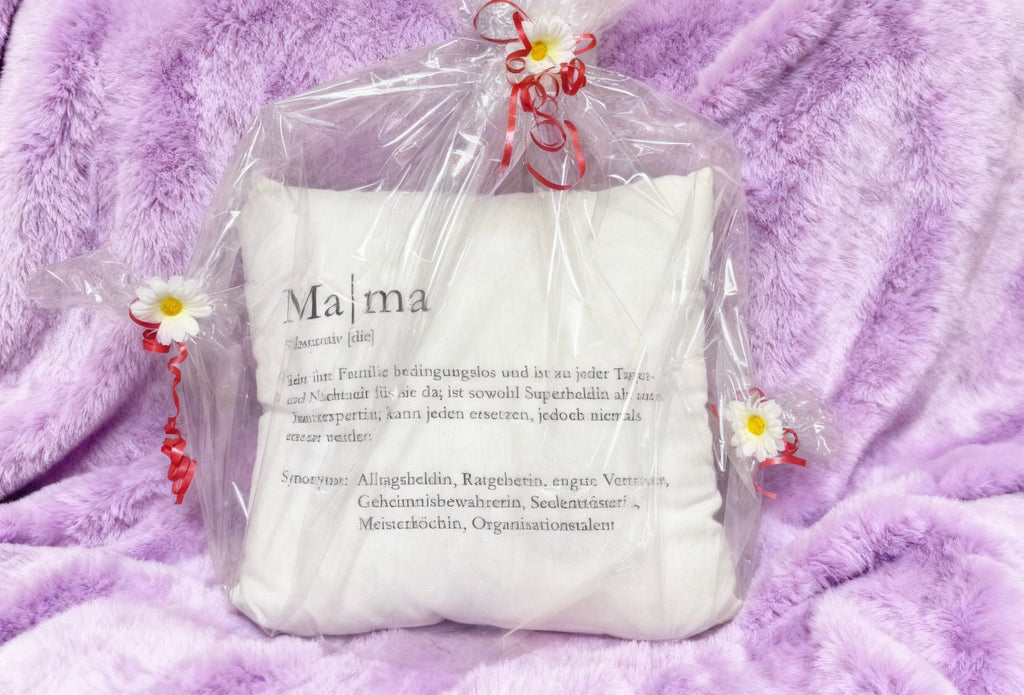 Ma|ma
Substantiv [die]
liebt ihre Familie bedingungslos und ist zu jeder Tages-
und Nachtzeit für sie da; ist sowohl Superheldin als auch
kann jeden ersetzen, jedoch niemals
ersetzt werden.
Synonyme: Alltagsheldin, Ratgeberin, engste Vertraute,
Geheimnisbewahrerin, Seelentrösterin,
Meisterköchin, Organisationstalent